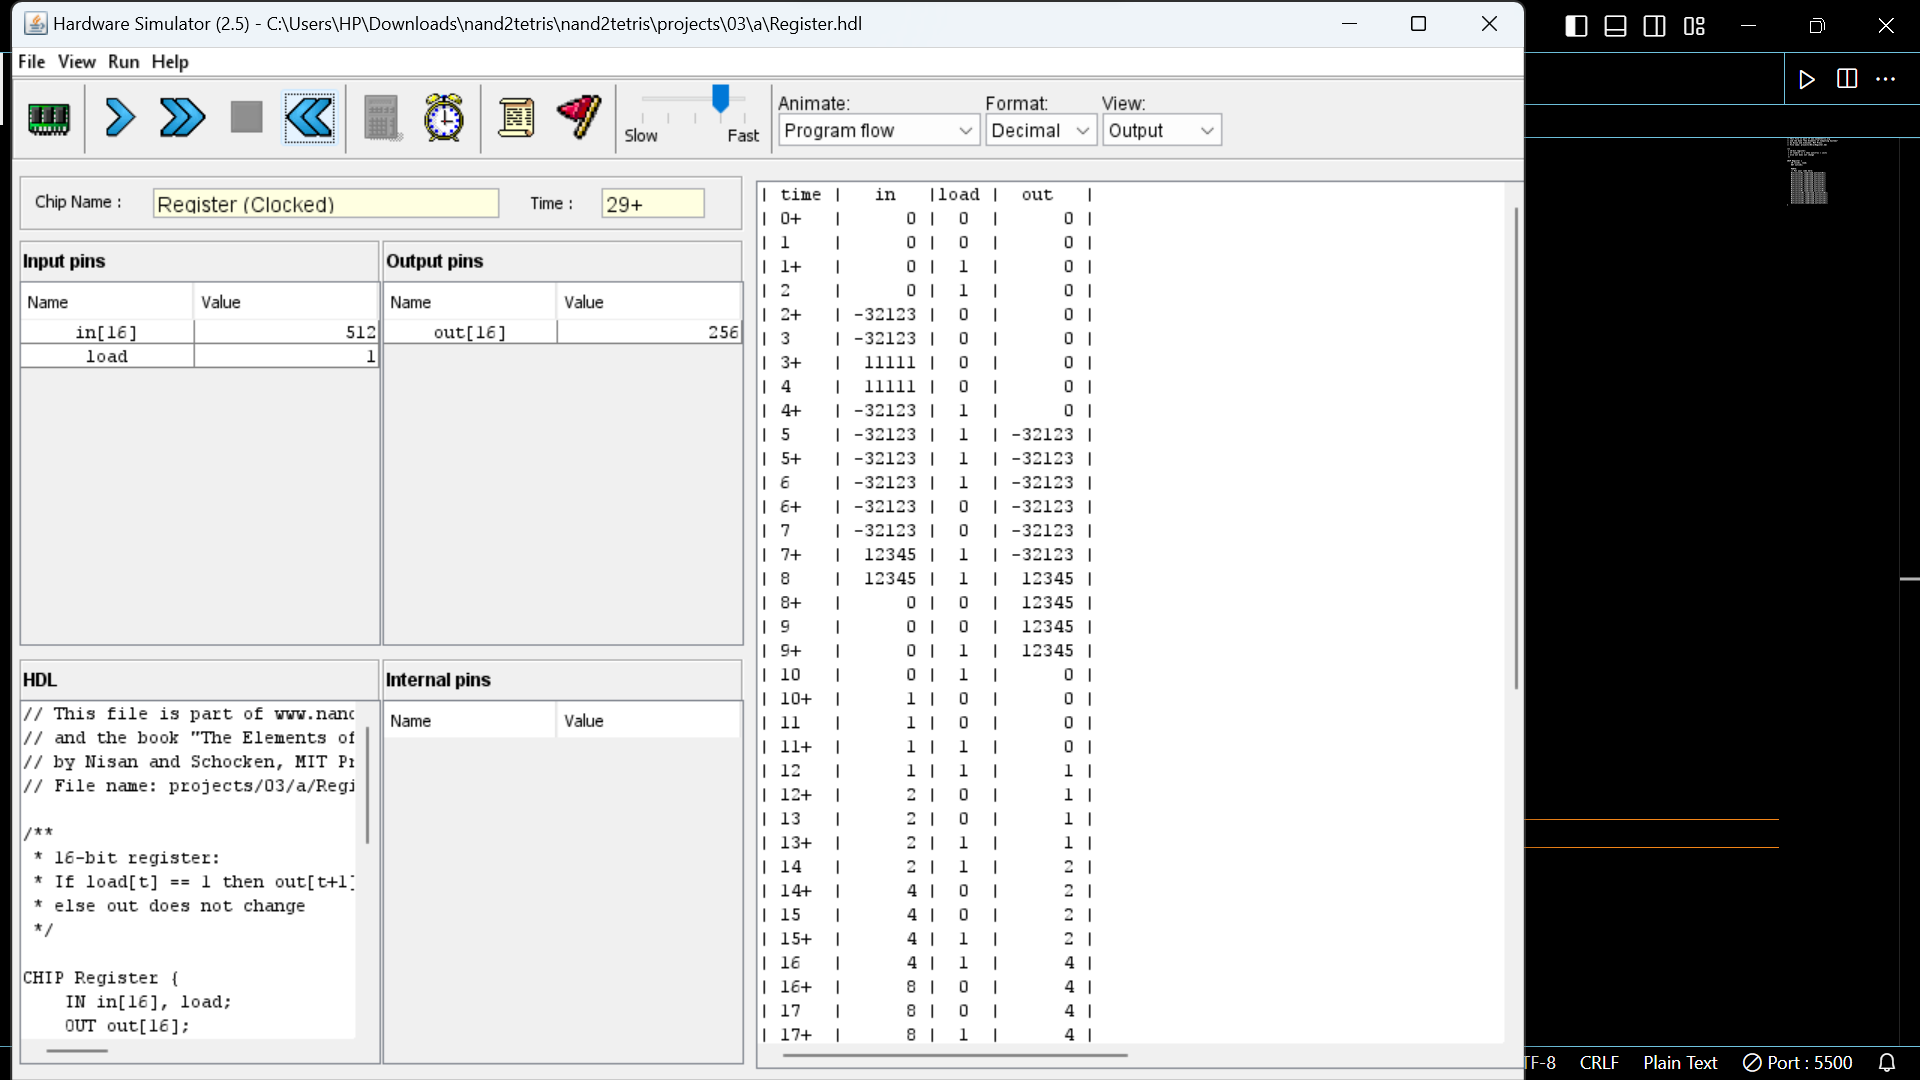 Hardware Simulator (2.5) - C:\Users\HP\Downloads\nand2tetris\nand2tetris\projects\03\a\Register.hdl
File View Run Help
Slow Fast
Animate: Format: View:
Program flow Decimal Output
Chip Name : Register (Clocked) Time : 29+
Input pins
Name Value
in[16] 512
load 1
Output pins
Name Value
out[16] 256
HDL
// This file is part of www.nand
// and the book "The Elements of
// by Nisan and Schocken, MIT Pr
// File name: projects/03/a/Regi
/**
* 16-bit register:
* If load[t] == 1 then out[t+1]
* else out does not change
*/
CHIP Register {
IN in[16], load;
OUT out[16];
Internal pins
Name Value
| time | in |load | out |
| 0+ | 0 | 0 | 0 |
| 1 | 0 | 0 | 0 |
| 1+ | 0 | 1 | 0 |
| 2 | 0 | 1 | 0 |
| 2+ | -32123 | 0 | 0 |
| 3 | -32123 | 0 | 0 |
| 3+ | 11111 | 0 | 0 |
| 4 | 11111 | 0 | 0 |
| 4+ | -32123 | 1 | 0 |
| 5 | -32123 | 1 | -32123 |
| 5+ | -32123 | 1 | -32123 |
| 6 | -32123 | 1 | -32123 |
| 6+ | -32123 | 0 | -32123 |
| 7 | -32123 | 0 | -32123 |
| 7+ | 12345 | 1 | -32123 |
| 8 | 12345 | 1 | 12345 |
| 8+ | 0 | 0 | 12345 |
| 9 | 0 | 0 | 12345 |
| 9+ | 0 | 1 | 12345 |
| 10 | 0 | 1 | 0 |
| 10+ | 1 | 0 | 0 |
| 11 | 1 | 0 | 0 |
| 11+ | 1 | 1 | 0 |
| 12 | 1 | 1 | 1 |
| 12+ | 2 | 0 | 1 |
| 13 | 2 | 0 | 1 |
| 13+ | 2 | 1 | 1 |
| 14 | 2 | 1 | 2 |
| 14+ | 4 | 0 | 2 |
| 15 | 4 | 0 | 2 |
| 15+ | 4 | 1 | 2 |
| 16 | 4 | 1 | 4 |
| 16+ | 8 | 0 | 4 |
| 17 | 8 | 0 | 4 |
| 17+ | 8 | 1 | 4 |
TF-8 CRLF Plain Text Port : 5500